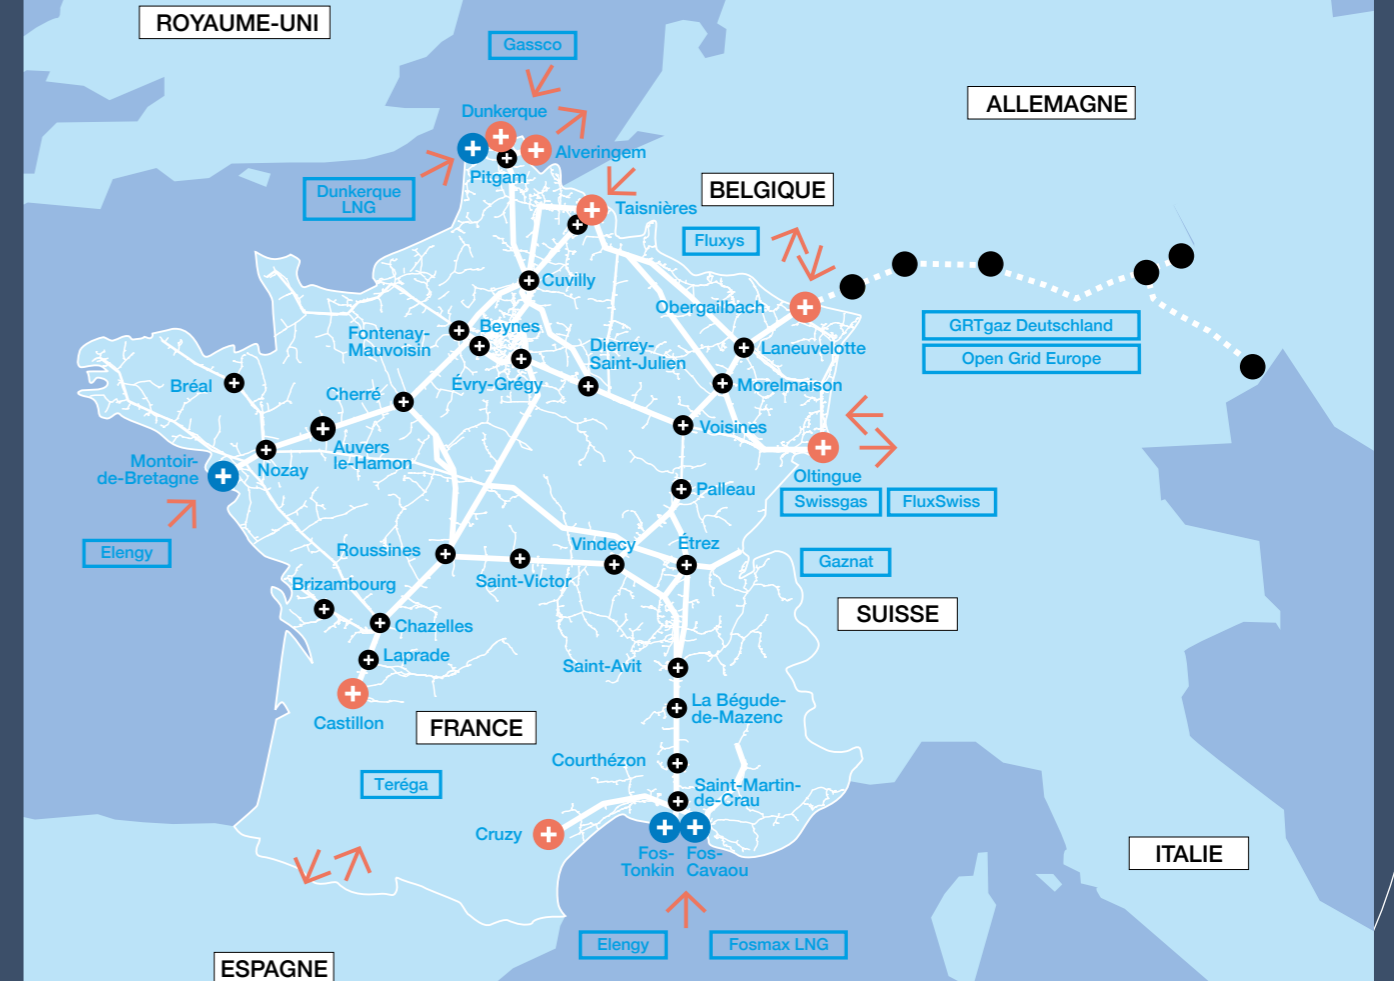 ROYAUME-UNI
Gassco
ALLEMAGNE
Dunkerque
Alveringem
Pitgam
Dunkerque
LNG
BELGIQUE
Taisnières
Fluxys
Cuvilly
Obergailbach
GRTgaz Deutschland
Open Grid Europe
Fontenay-
Mauvoisin
Beynes
Dierrey-
Saint-Julien
Laneuvelotte
Évry-Grégy
Morelmaison
Bréal
Cherré
Voisines
Auvers
le-Hamon
Nozay
Montoir-
de-Bretagne
Oltingue
Swissgas
FluxSwiss
Palleau
Elengy
Roussines
Vindecy
Étrez
Gaznat
Saint-Victor
Brizambourg
SUISSE
Chazelles
Laprade
Saint-Avit
Castillon
FRANCE
La Bégude-
de-Mazenc
Courthézon
Teréga
Saint-Martin-
de-Crau
Cruzy
Fos-
Tonkin
Fos-
Cavaou
ITALIE
Elengy
Fosmax LNG
ESPAGNE